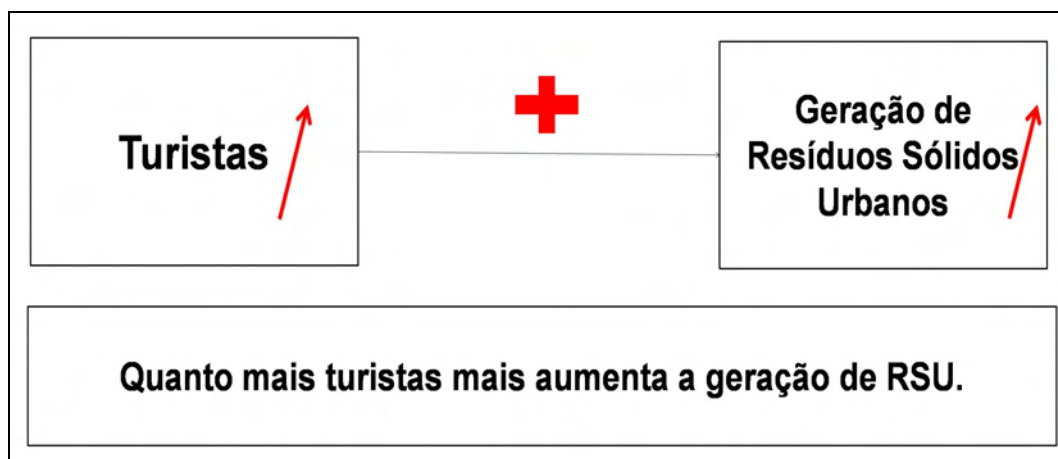 Turistas
Geração de
Resíduos Sólidos
Urbanos
Quanto mais turistas mais aumenta a geração de RSU.